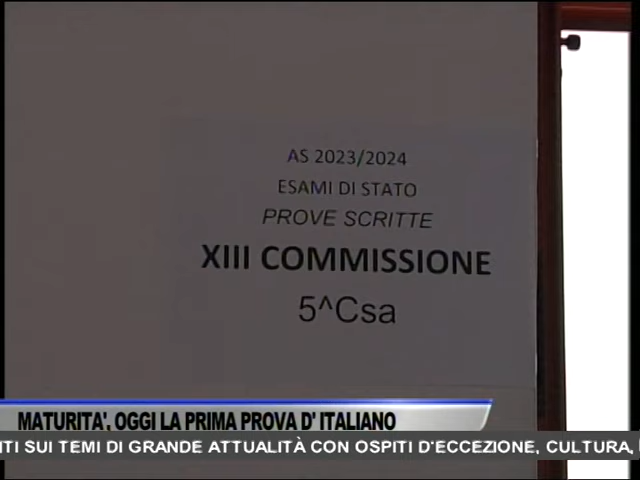 AS 2023/2024
ESAMI DI STATO
PROVE SCRITTE
XIII COMMISSIONE
5^Csa
MATURITA', OGGI LA PRIMA PROVA D' ITALIANO
SUI TEMI DI GRANDE ATTUALITÀ CON OSPITI D'ECCEZIONE, CULTURA,